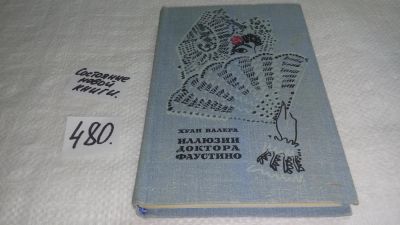 Состояние
новой
книги.
480.
ХУАН ВАЛЕРА
ИЛЛЮЗИИ
ДОКТОРА
ФАУСТИНО